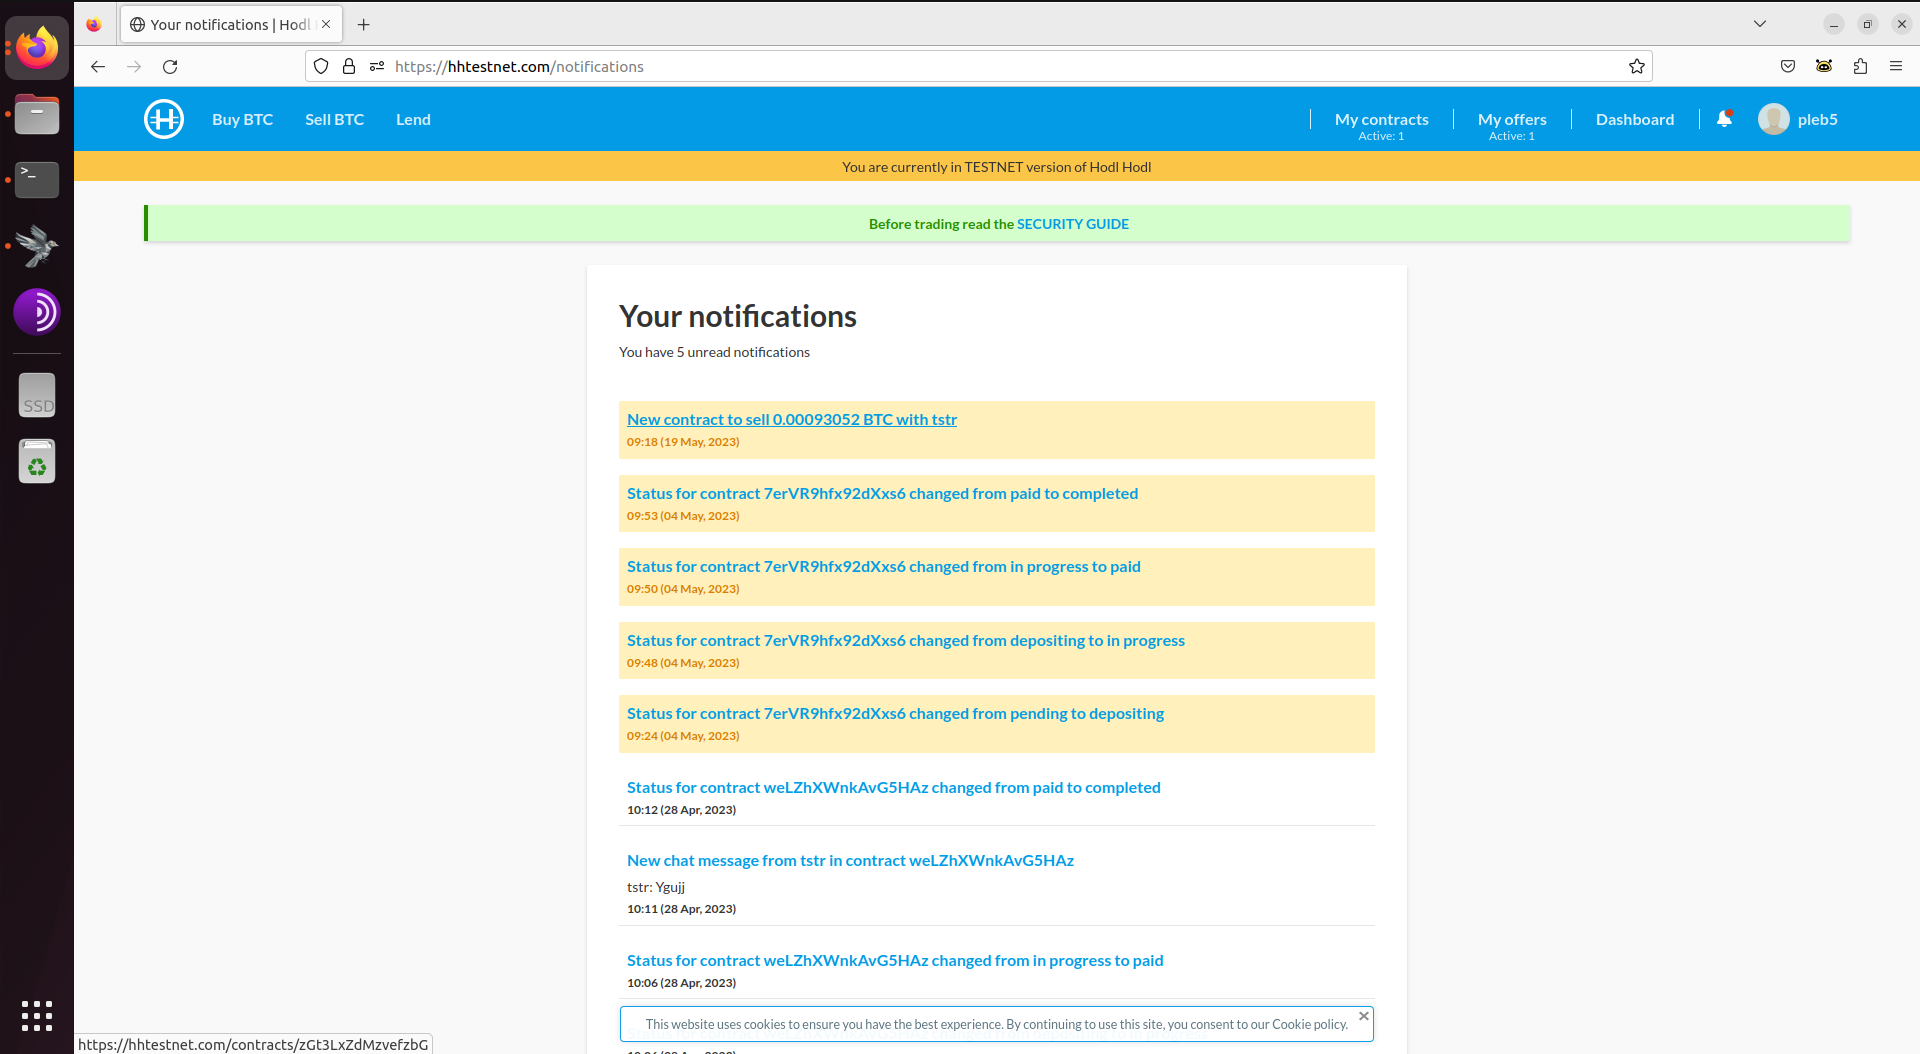 Your notifications | Hodl
https://hhtestnet.com/notifications
Buy BTC
Sell BTC
Lend
My contracts
Active: 1
My offers
Active: 1
Dashboard
pleb5
You are currently in TESTNET version of Hodl Hodl
Before trading read the SECURITY GUIDE
Your notifications
You have 5 unread notifications
New contract to sell 0.00093052 BTC with tstr
09:18 (19 May, 2023)
Status for contract 7erVR9hfx92dXxs6 changed from paid to completed
09:53 (04 May, 2023)
Status for contract 7erVR9hfx92dXxs6 changed from in progress to paid
09:50 (04 May, 2023)
Status for contract 7erVR9hfx92dXxs6 changed from depositing to in progress
09:48 (04 May, 2023)
Status for contract 7erVR9hfx92dXxs6 changed from pending to depositing
09:24 (04 May, 2023)
Status for contract weLZhXWnkAvG5HAz changed from paid to completed
10:12 (28 Apr, 2023)
New chat message from tstr in contract weLZhXWnkAvG5HAz
tstr: Ygujj
10:11 (28 Apr, 2023)
Status for contract weLZhXWnkAvG5HAz changed from in progress to paid
10:06 (28 Apr, 2023)
This website uses cookies to ensure you have the best experience. By continuing to use this site, you consent to our Cookie policy.
SSD
>_
https://hhtestnet.com/contracts/zGt3LxZdMzvefzbG